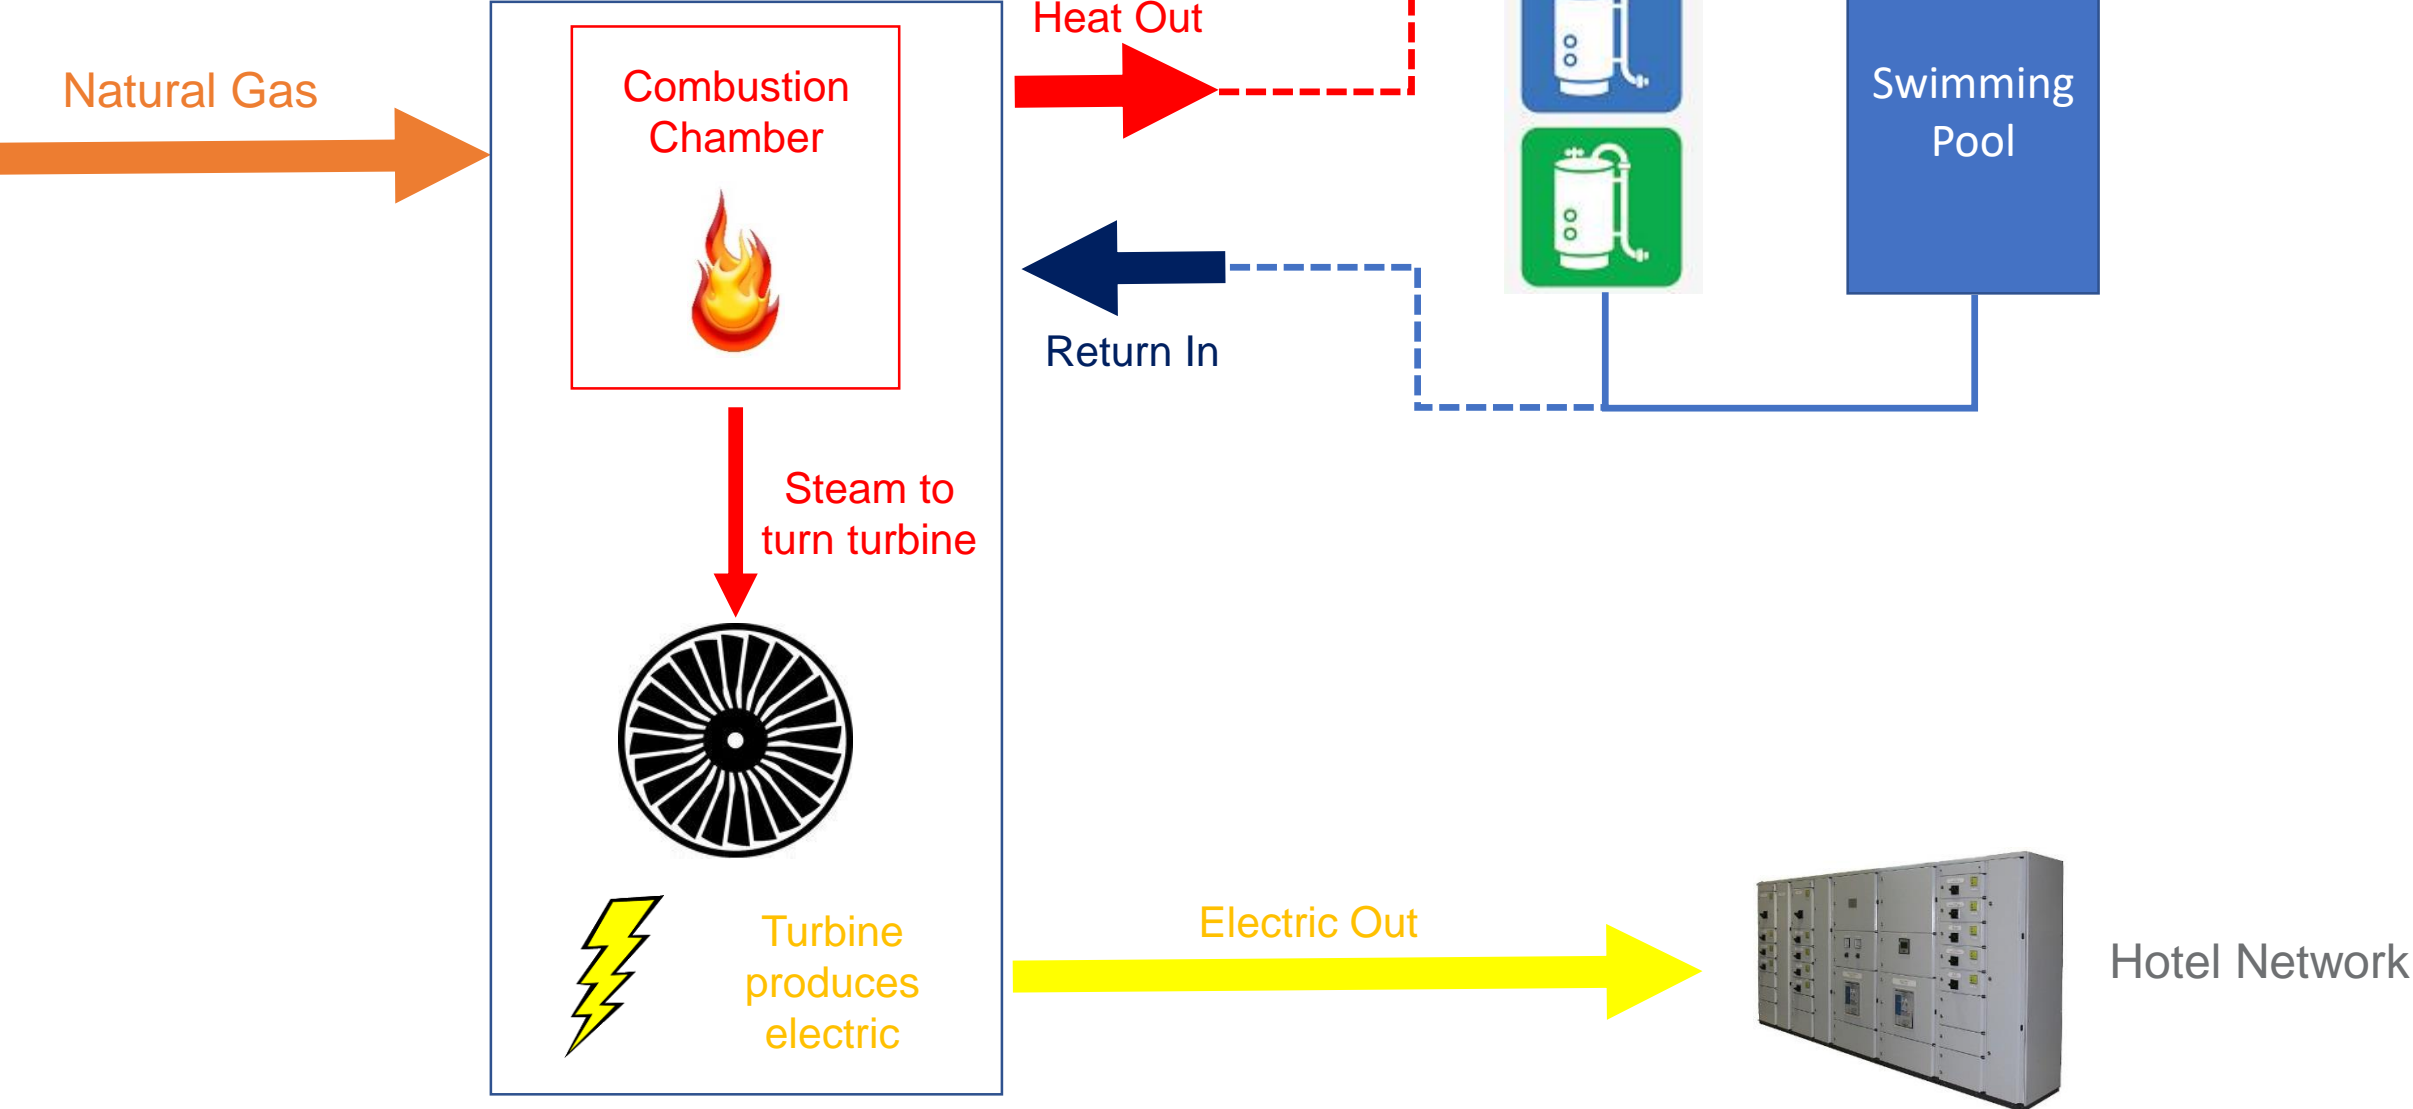 Heat Out
Natural Gas
Combustion
Chamber
Swimming
Pool
Return In
Steam to
turn turbine
Turbine
produces
electric
Electric Out
Hotel Network